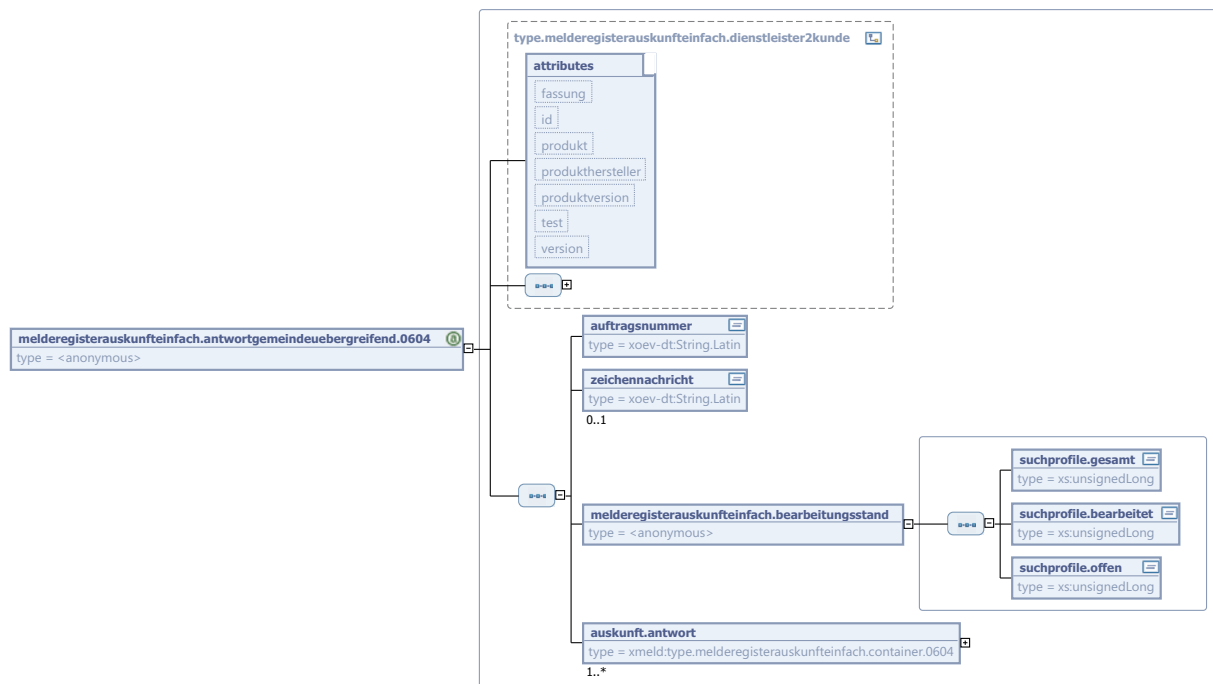 type.melderegisterauskunfteinfach.dienstleister2kunde
attributes
fassung
id
produkt
produkthersteller
produktversion
test
version
melderegisterauskunfteinfach.antwortgemeindeuebergreifend.0604
type = <anonymous>
auftragsnummer
type = xoev-dt:String.Latin
zeichennachricht
type = xoev-dt:String.Latin
0..1
melderegisterauskunfteinfach.bearbeitungsstand
type = <anonymous>
suchprofile.gesamt
type = xs:unsignedLong
suchprofile.bearbeitet
type = xs:unsignedLong
suchprofile.offen
type = xs:unsignedLong
auskunft.antwort
type = xmeld:type.melderegisterauskunfteinfach.container.0604
1..*